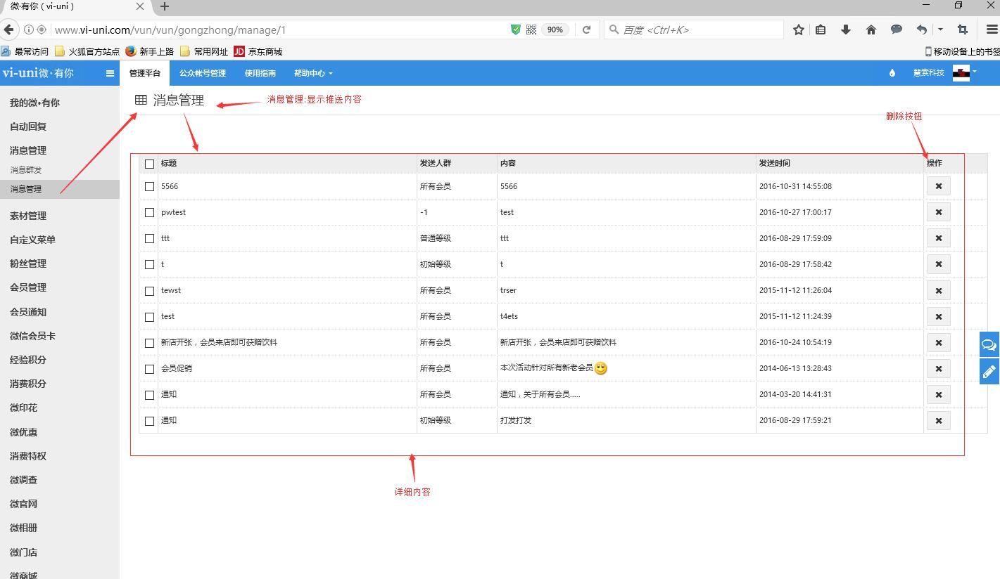 微·有你（vi-uni）
www.vi-uni.com/vun/vun/gongzhong/manage/1
90%
百度 <Ctrl+K>
最常访问 火狐官方站点 新手上路 常用网址 JD 京东商城 移动设备上的书签
vi-uni微·有你 管理平台 公众帐号管理 使用指南 帮助中心 慧索科技
我的微·有你
自动回复
消息管理
消息群发
消息管理
素材管理
自定义菜单
粉丝管理
会员管理
会员通知
微信会员卡
经验积分
消费积分
微印花
微优惠
消费特权
微调查
微官网
微相册
微门店
微商城
消息管理
消息管理:显示推送内容
删除按钮
标题 发送人群 内容 发送时间 操作
5566 所有会员 5566 2016-10-31 14:55:08
pwtest -1 test 2016-10-27 17:00:17
ttt 普通等级 ttt 2016-08-29 17:59:09
t 初始等级 t 2016-08-29 17:58:42
tewst 所有会员 trser 2015-11-12 11:26:04
test 所有会员 t4ets 2015-11-12 11:24:39
新店开张，会员来店即可获赠饮料 所有会员 新店开张，会员来店即可获赠饮料 2016-10-24 10:54:19
会员促销 所有会员 本次活动针对所有新老会员 2014-06-13 13:28:43
通知 所有会员 通知，关于所有会员..... 2014-03-20 14:41:31
通知 初始等级 打发打发 2016-08-29 17:59:21
详细内容